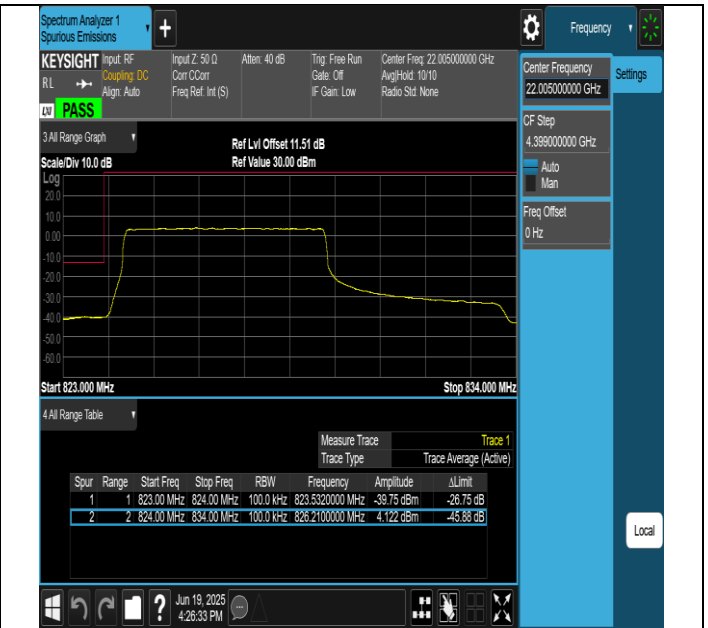 Spectrum Analyzer 1
Spurious Emissions
Frequency
KEYSIGHT Input: RF Input Z: 50 Ω Atten: 40 dB Trig: Free Run Center Freq: 22.005000000 GHz
RL Coupling: DC Corr CCorr Gate: Off Avg|Hold: 10/10
Align: Auto Freq Ref: Int (S) IF Gain: Low Radio Std: None
LXI PASS
Center Frequency
22.005000000 GHz
Settings
CF Step
4.399000000 GHz
Auto
Man
Freq Offset
0 Hz
3 All Range Graph
Ref Lvl Offset 11.51 dB
Scale/Div 10.0 dB Ref Value 30.00 dBm
Log
20.0
10.0
0.00
-10.0
-20.0
-30.0
-40.0
-50.0
-60.0
Start 823.000 MHz Stop 834.000 MHz
4 All Range Table
Measure Trace Trace 1
Trace Type Trace Average (Active)
Spur Range Start Freq Stop Freq RBW Frequency Amplitude ΔLimit
1 1 823.00 MHz 824.00 MHz 100.0 kHz 823.5320000 MHz -39.75 dBm -26.75 dB
2 2 824.00 MHz 834.00 MHz 100.0 kHz 826.2100000 MHz 4.122 dBm -45.88 dB
Local
? Jun 19, 2025
4:26:33 PM